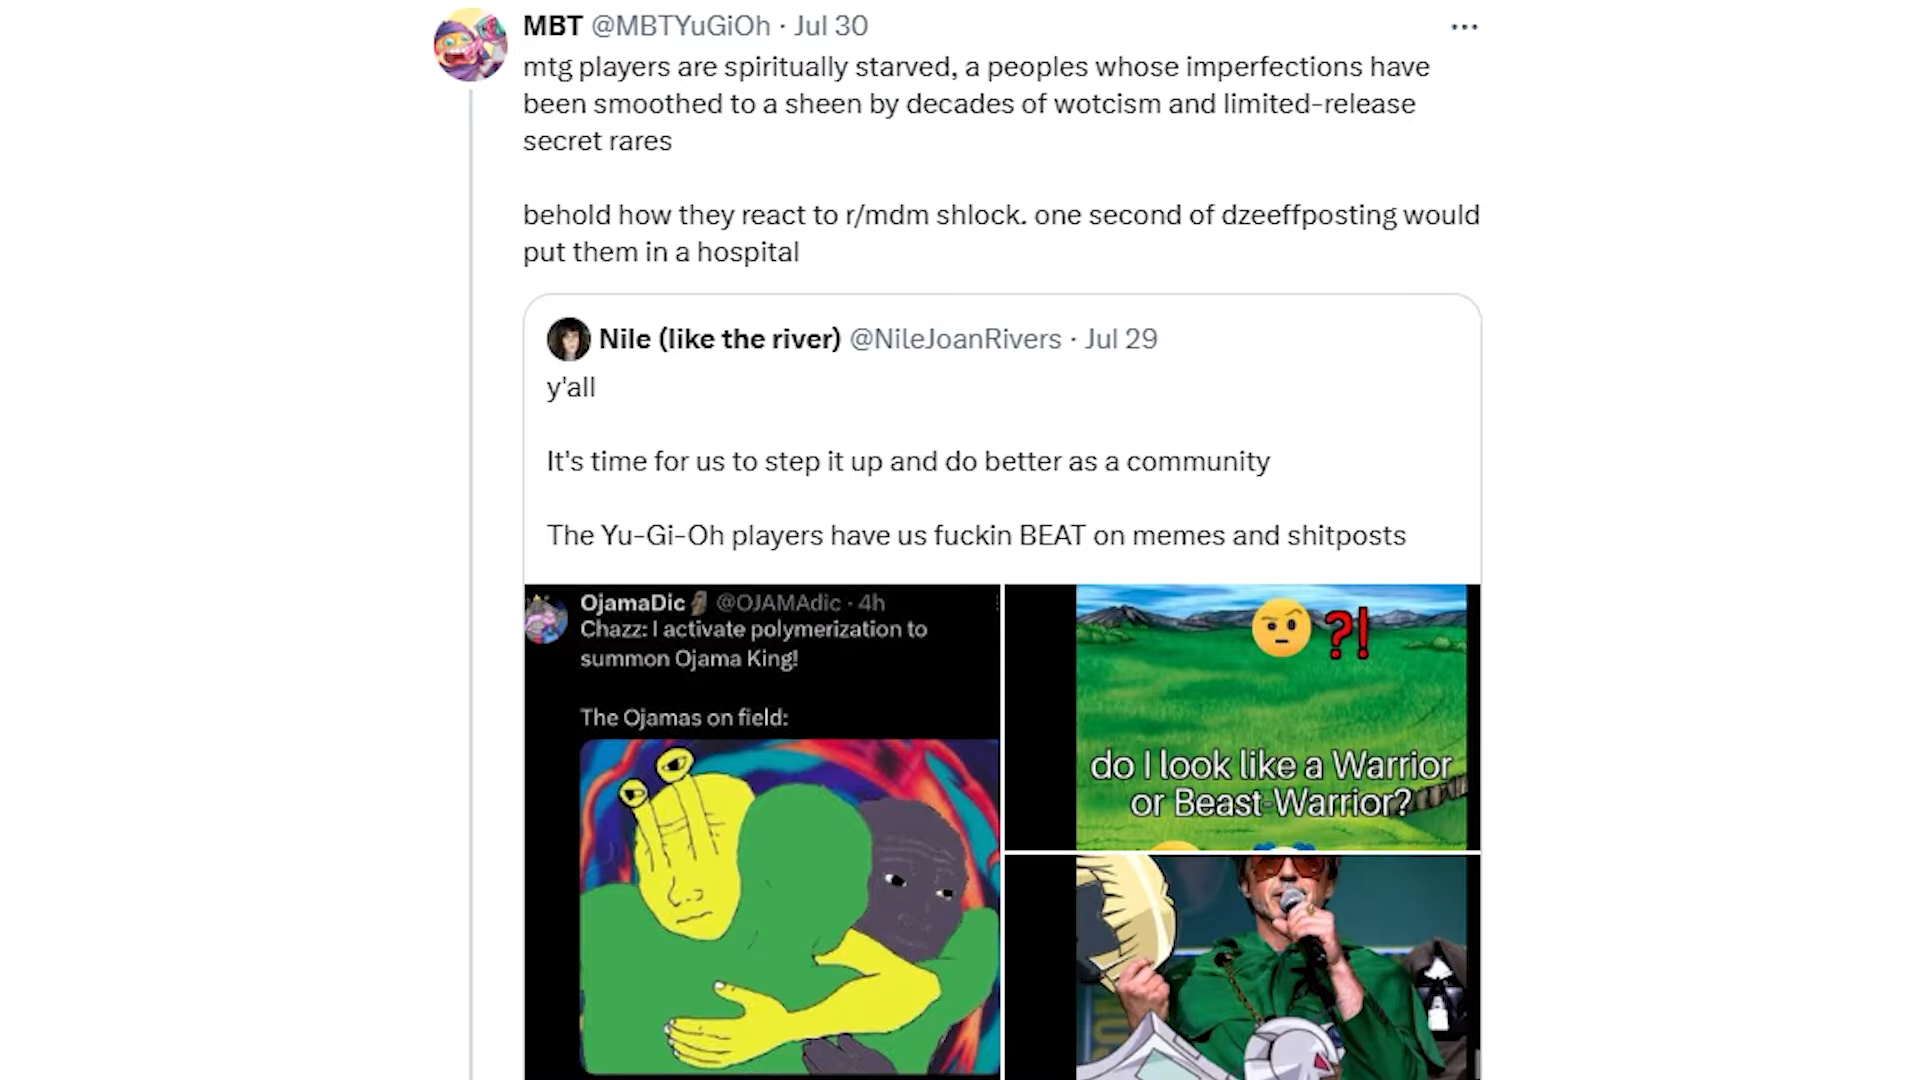 MBT @MBTYuGiOh · Jul 30
mtg players are spiritually starved, a peoples whose imperfections have
been smoothed to a sheen by decades of wotcism and limited-release
secret rares
behold how they react to r/mdm shlock. one second of dzeeffposting would
put them in a hospital
Nile (like the river) @NileJoanRivers · Jul 29
y'all
It's time for us to step it up and do better as a community
The Yu-Gi-Oh players have us fuckin BEAT on memes and shitposts
OjamaDic🗿 @OJAMAdic · 4h
Chazz: I activate polymerization to
summon Ojama King!
The Ojamas on field:
?!
do I look like a Warrior
or Beast-Warrior?